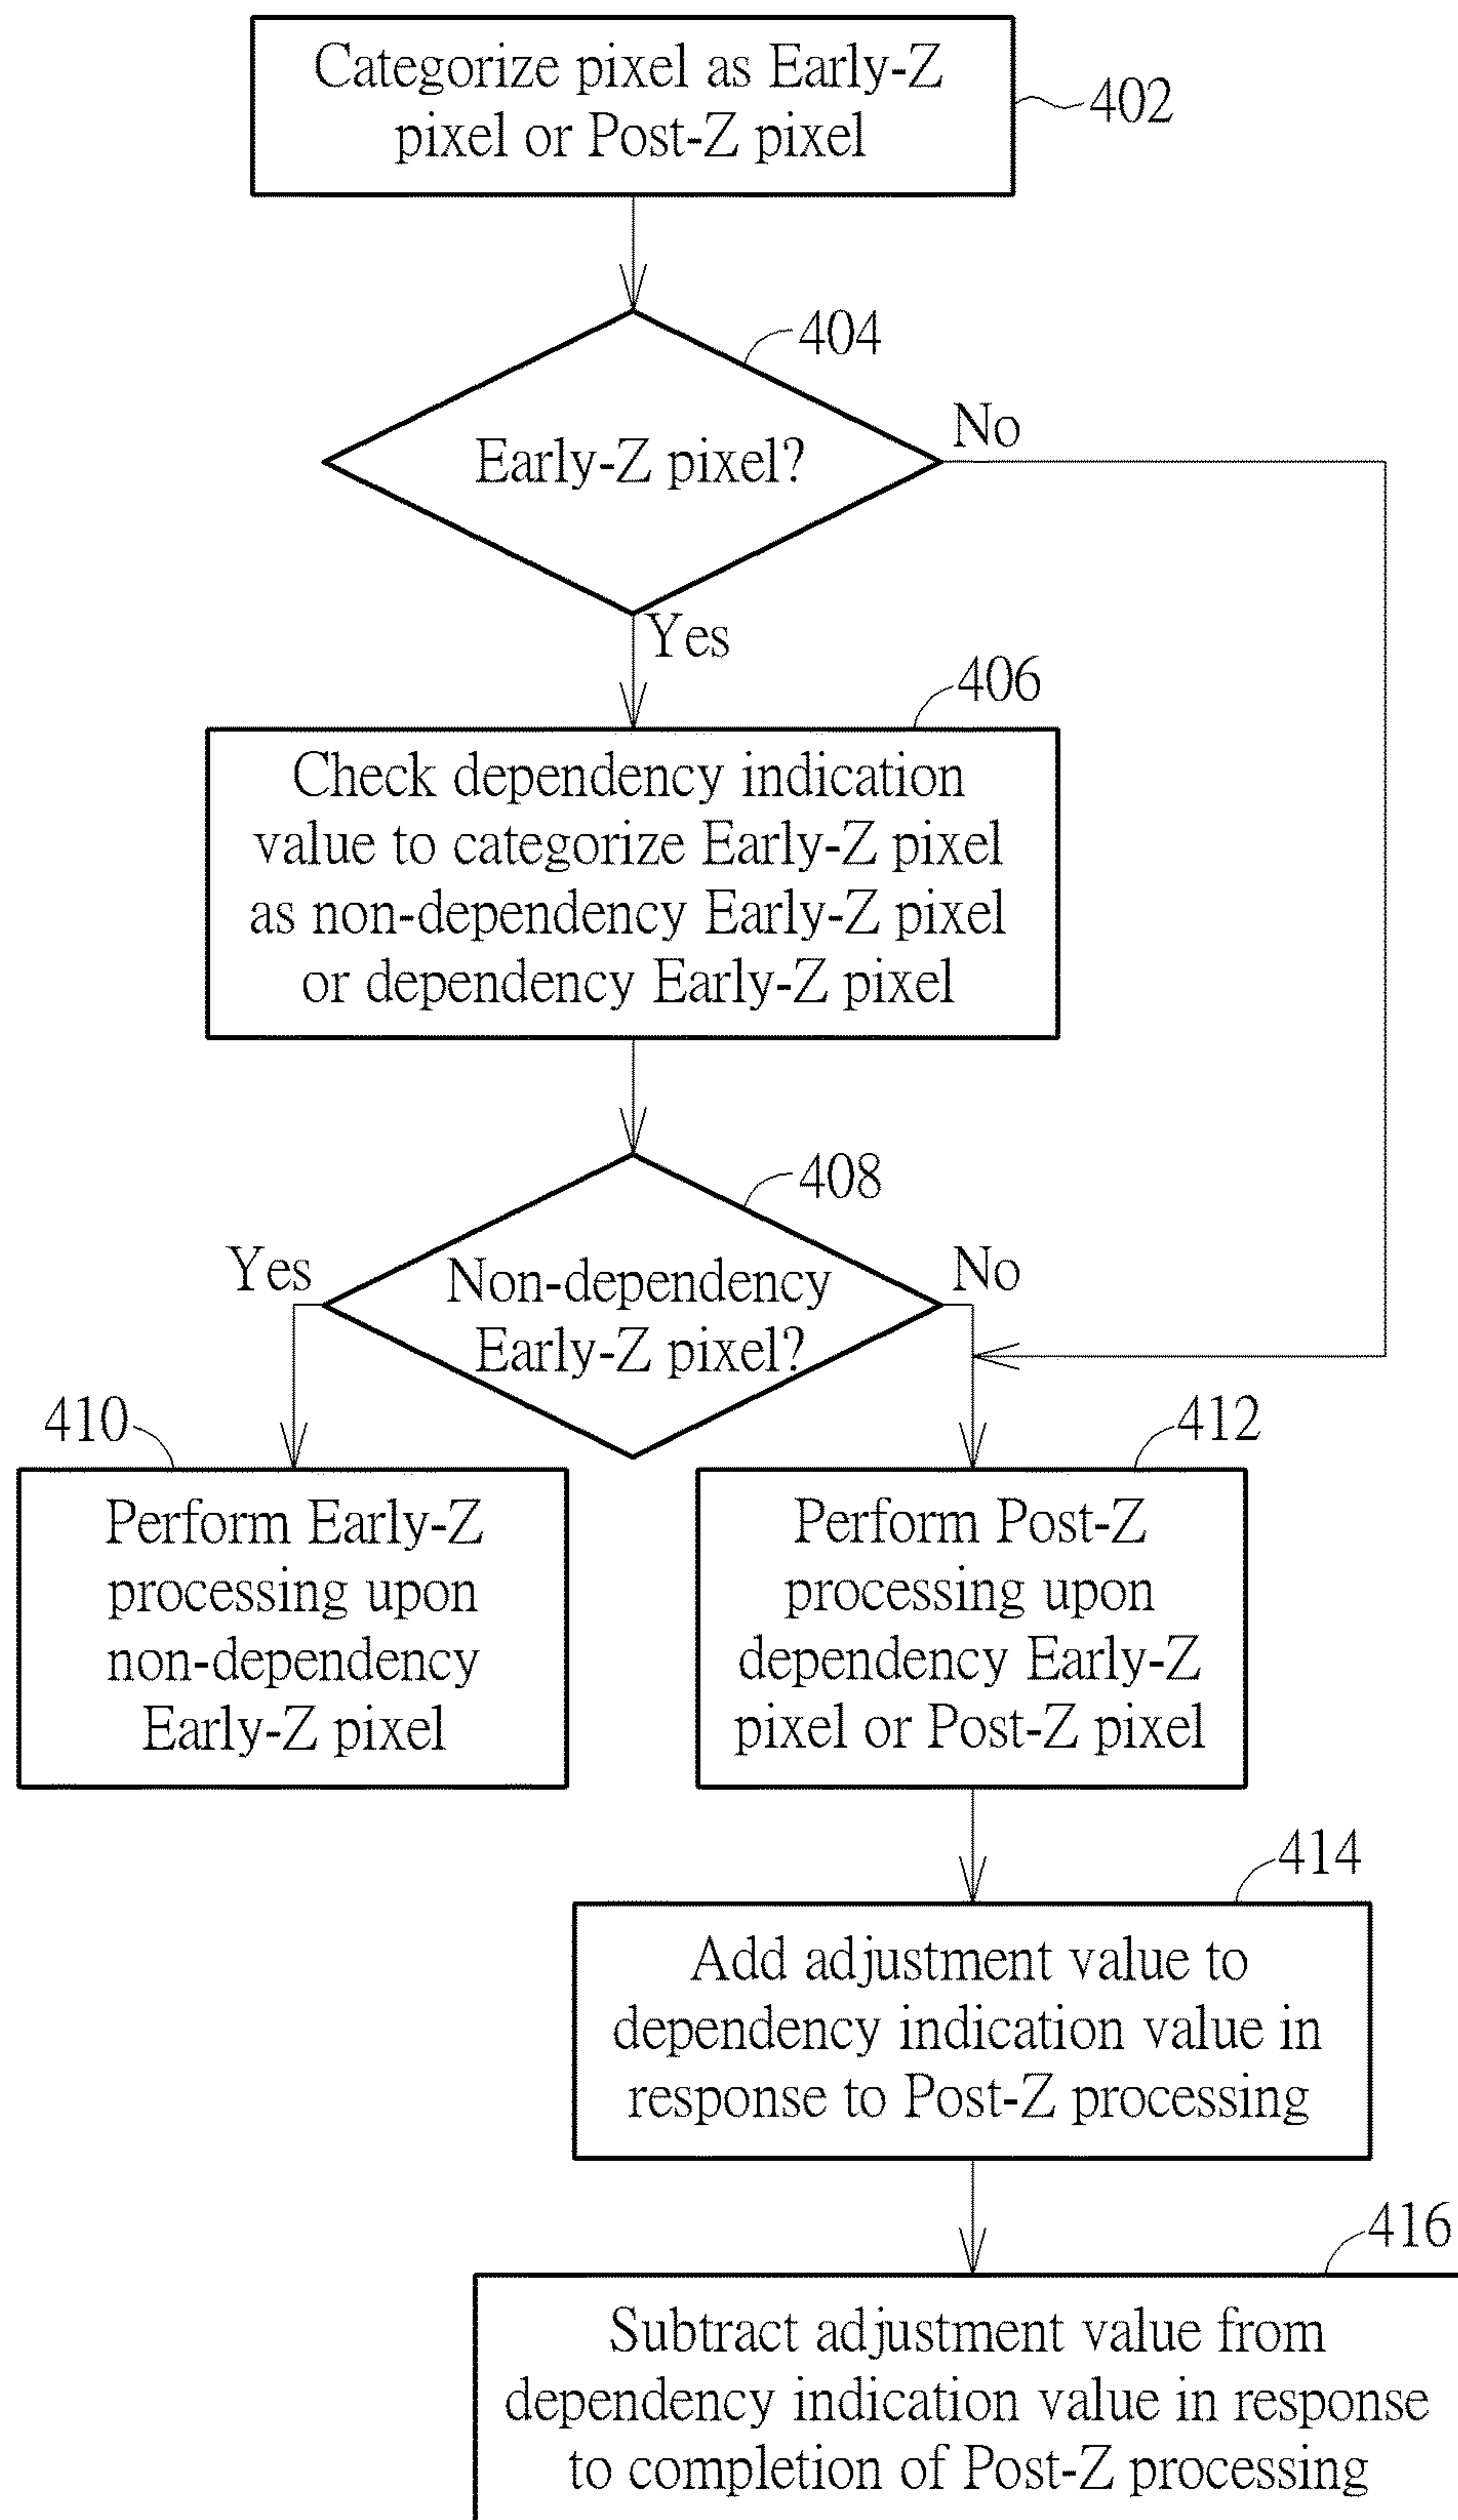 Categorize pixel as Early-Z
pixel or Post-Z pixel
402
404
Early-Z pixel?
No
Yes
406
Check dependency indication
value to categorize Early-Z pixel
as non-dependency Early-Z pixel
or dependency Early-Z pixel
408
Yes
Non-dependency
Early-Z pixel?
No
410
Perform Early-Z
processing upon
non-dependency
Early-Z pixel
412
Perform Post-Z
processing upon
dependency Early-Z
pixel or Post-Z pixel
414
Add adjustment value to
dependency indication value in
response to Post-Z processing
416
Subtract adjustment value from
dependency indication value in response
to completion of Post-Z processing